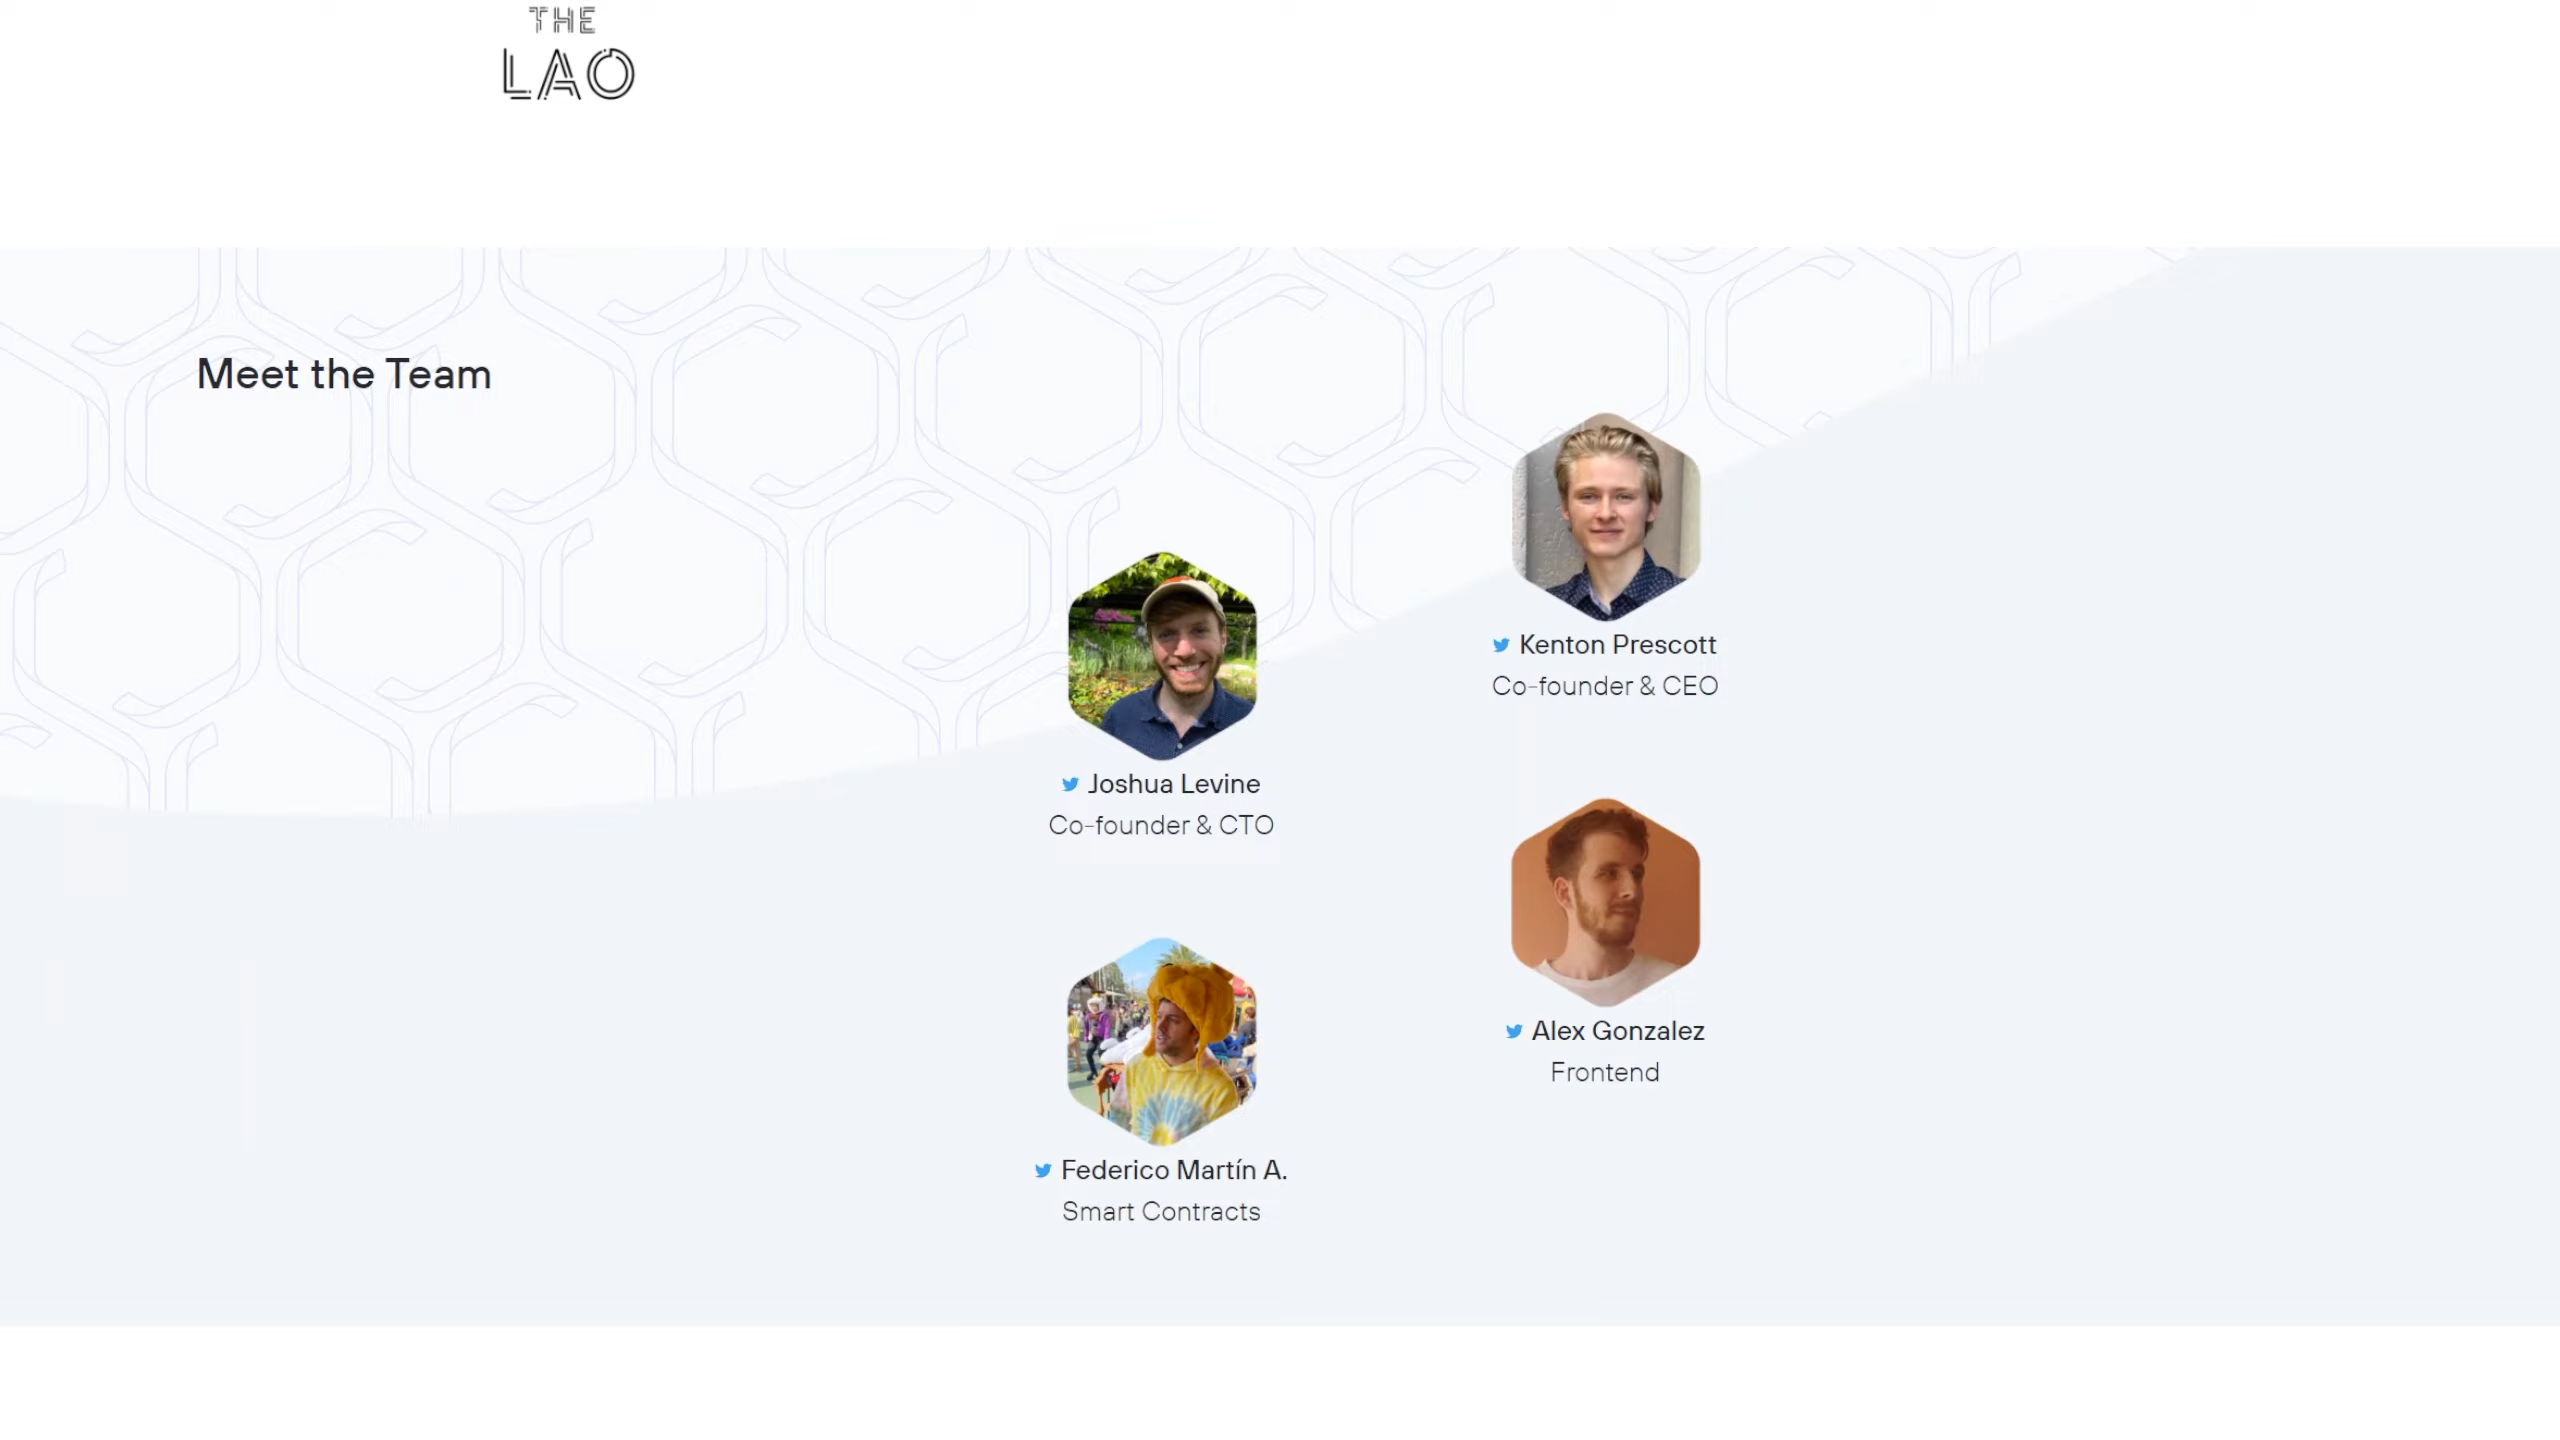 THE
LAO
Meet the Team
Kenton Prescott
Co-founder & CEO
Joshua Levine
Co-founder & CTO
Alex Gonzalez
Frontend
Federico Martín A.
Smart Contracts